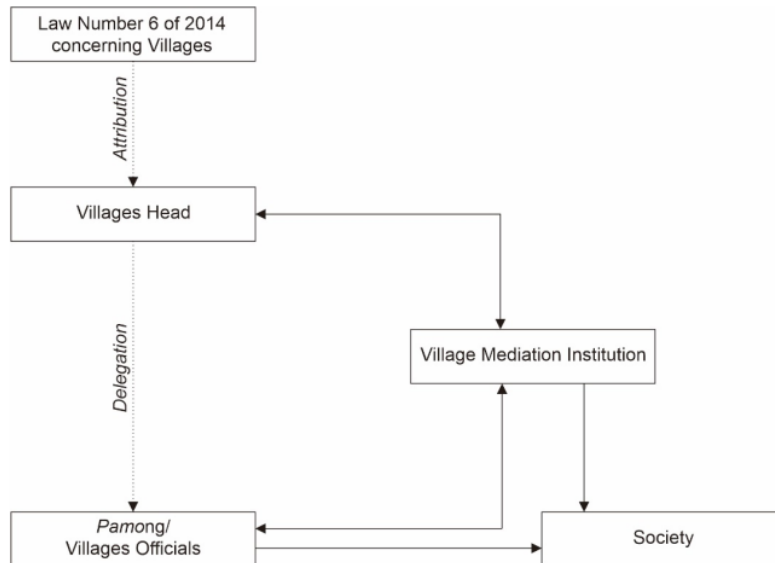 Law Number 6 of 2014
concerning Villages
Attribution
Villages Head
Village Mediation Institution
Delegation
Pamong/
Villages Officials
Society